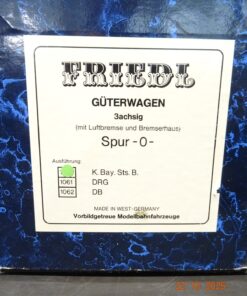 FRIEDL
GÜTERWAGEN
3achsig
(mit Luftbremse und Bremserhaus)
Spur -0-
Ausführung:
K. Bay. Sts. B.
1061 DRG
1062 DB
MADE IN WEST-GERMANY
Vorbildgetreue Modellbahnfahrzeuge